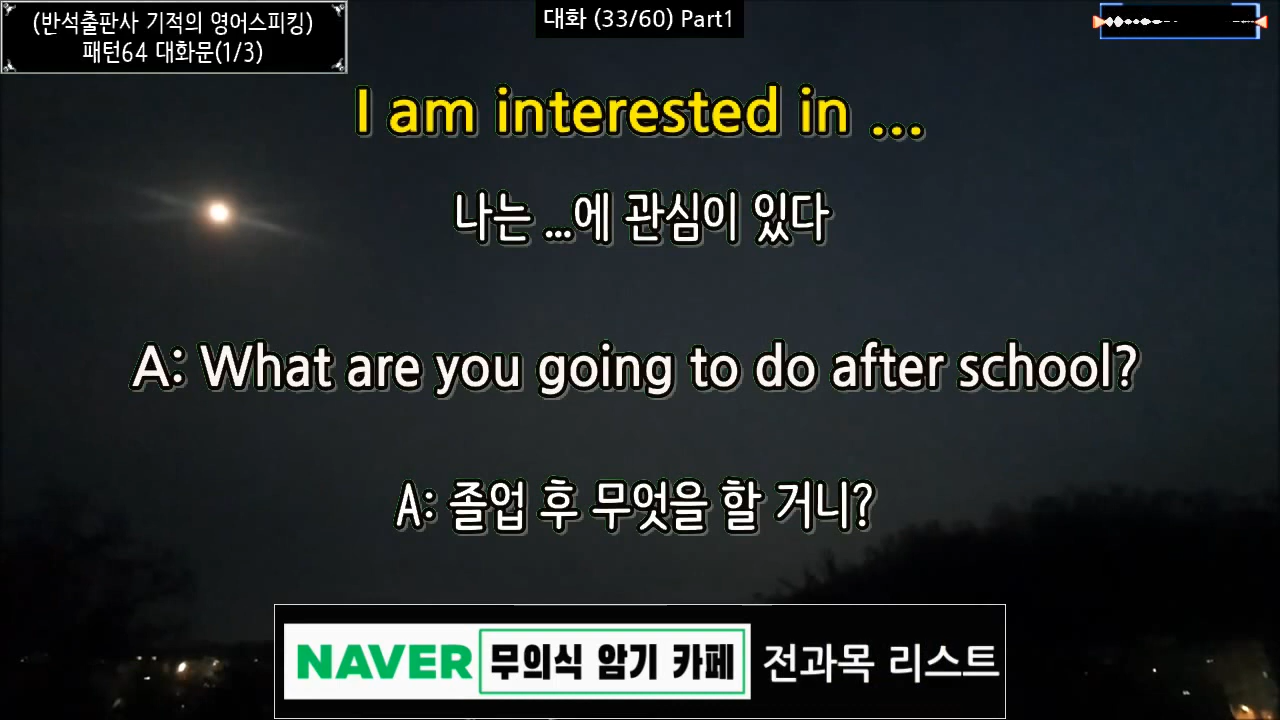 (반석출판사 기적의 영어스피킹)
패턴64 대화문(1/3)
대화 (33/60) Part1
I am interested in ...
나는 ...에 관심이 있다
A: What are you going to do after school?
A: 졸업 후 무엇을 할 거니?
NAVER 무의식 암기 카페 전과목 리스트